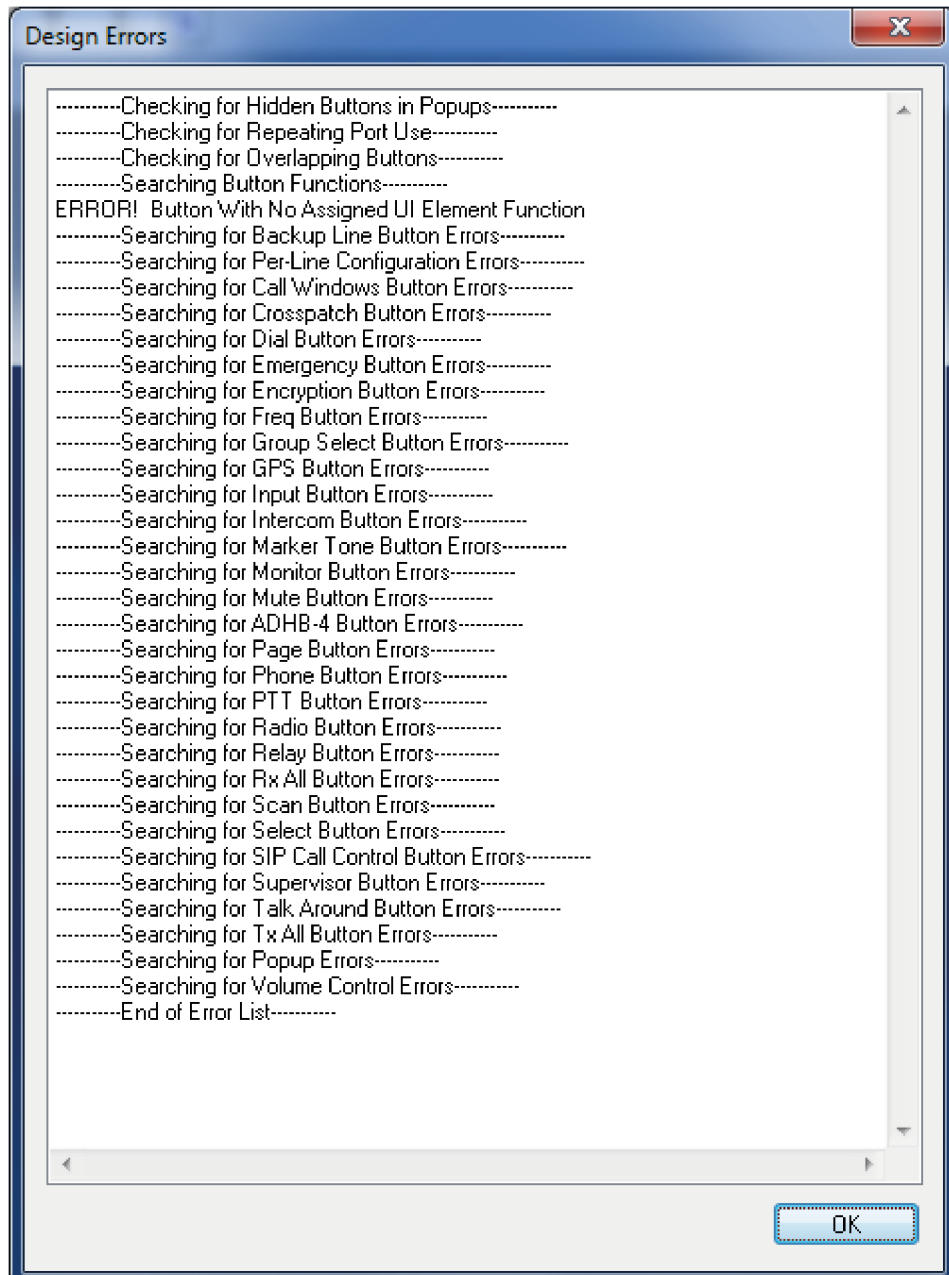 Design Errors
-----------Checking for Hidden Buttons in Popups-----------
-----------Checking for Repeating Port Use-----------
-----------Checking for Overlapping Buttons-----------
-----------Searching Button Functions-----------
ERROR!  Button With No Assigned UI Element Function
-----------Searching for Backup Line Button Errors-----------
-----------Searching for Per-Line Configuration Errors-----------
-----------Searching for Call Windows Button Errors-----------
-----------Searching for Crosspatch Button Errors-----------
-----------Searching for Dial Button Errors-----------
-----------Searching for Emergency Button Errors-----------
-----------Searching for Encryption Button Errors-----------
-----------Searching for Freq Button Errors-----------
-----------Searching for Group Select Button Errors-----------
-----------Searching for GPS Button Errors-----------
-----------Searching for Input Button Errors-----------
-----------Searching for Intercom Button Errors-----------
-----------Searching for Marker Tone Button Errors-----------
-----------Searching for Monitor Button Errors-----------
-----------Searching for Mute Button Errors-----------
-----------Searching for ADHB-4 Button Errors-----------
-----------Searching for Page Button Errors-----------
-----------Searching for Phone Button Errors-----------
-----------Searching for PTT Button Errors-----------
-----------Searching for Radio Button Errors-----------
-----------Searching for Relay Button Errors-----------
-----------Searching for Rx All Button Errors-----------
-----------Searching for Scan Button Errors-----------
-----------Searching for Select Button Errors-----------
-----------Searching for SIP Call Control Button Errors-----------
-----------Searching for Supervisor Button Errors-----------
-----------Searching for Talk Around Button Errors-----------
-----------Searching for Tx All Button Errors-----------
-----------Searching for Popup Errors-----------
-----------Searching for Volume Control Errors-----------
-----------End of Error List-----------
OK